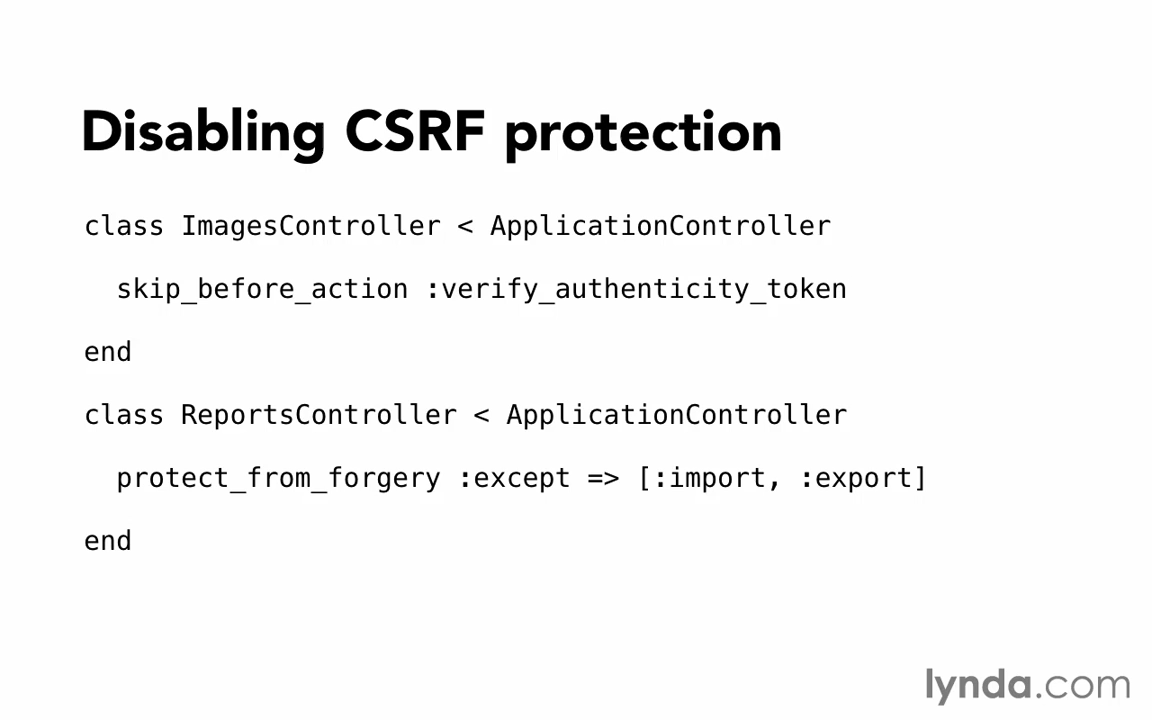 Disabling CSRF protection
class ImagesController < ApplicationController
  skip_before_action :verify_authenticity_token
end
class ReportsController < ApplicationController
  protect_from_forgery :except => [:import, :export]
end
lynda.com